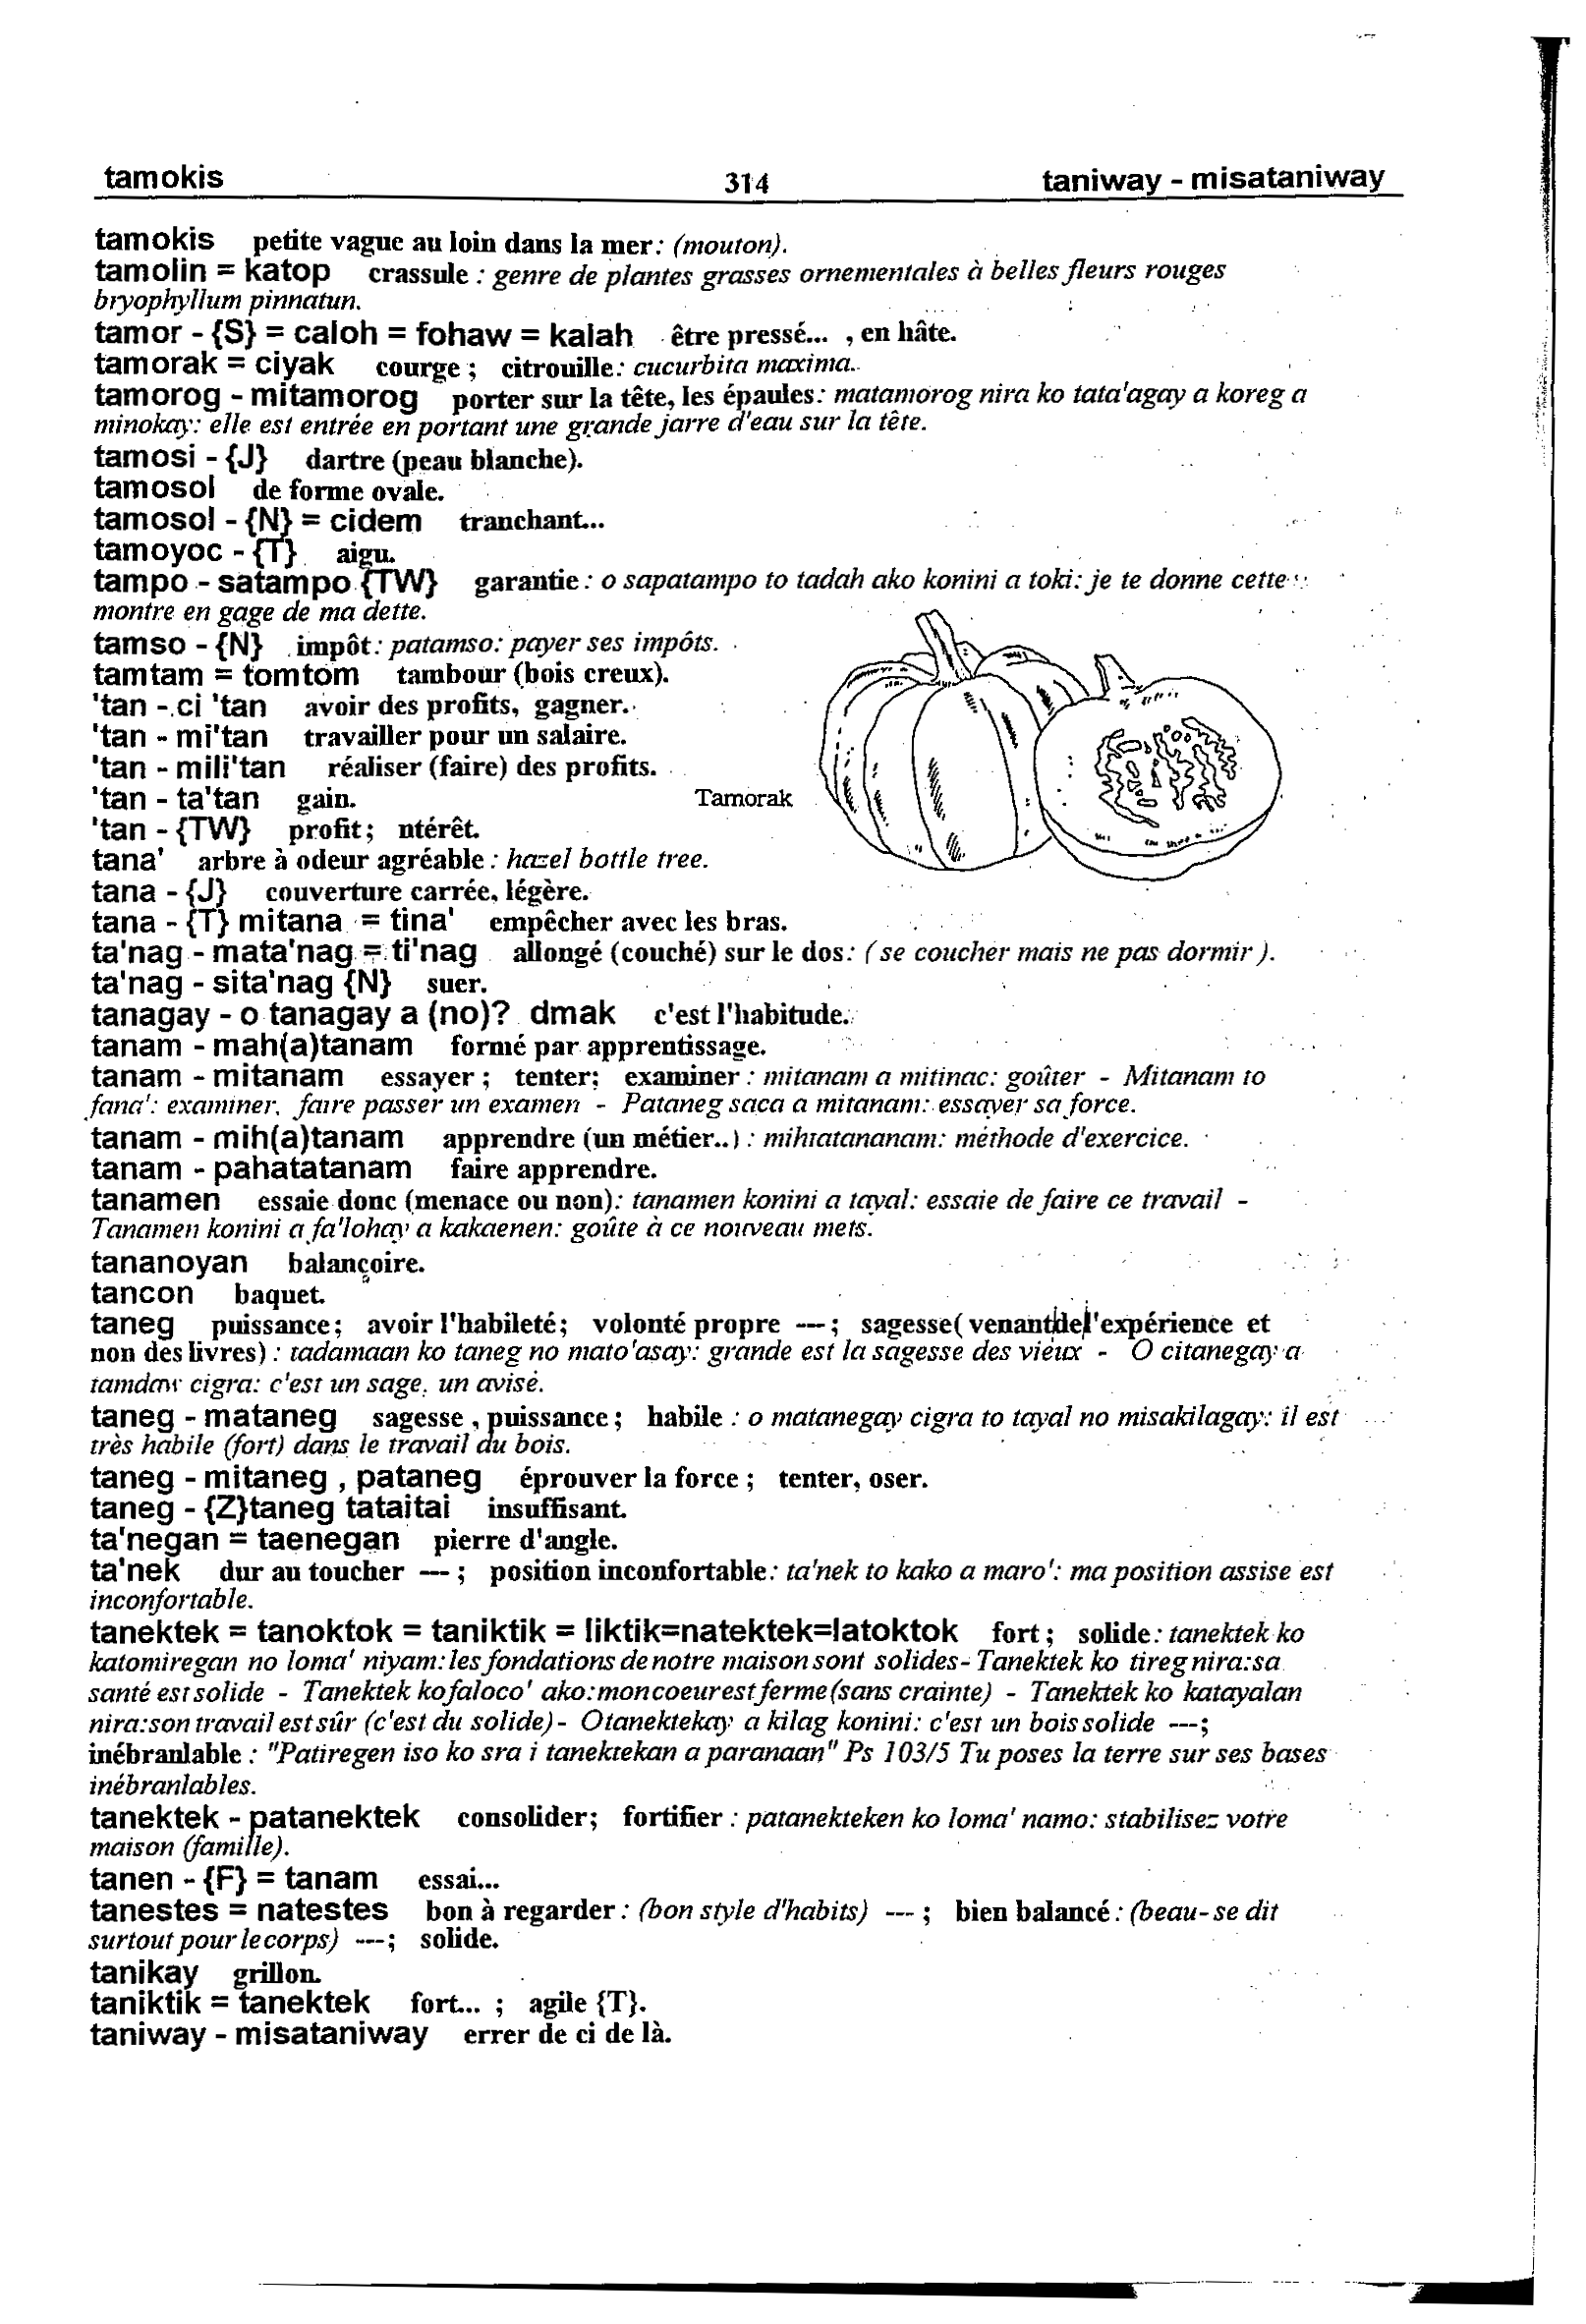 tamokis 314 taniway - misataniway
tamokis petite vague au loin dans la mer: (mouton).
tamolin = katop crassule : genre de plantes grasses ornementales à belles fleurs rouges
bryophyllum pinnatun.
tamor - {S} = caloh = fohaw = kalah être pressé... , en hâte.
tamorak = ciyak courge ; citrouille: cucurbita maxima.
tamorog - mitamorog porter sur la tête, les épaules: matamorog nira ko tata'agay a koreg a
minokay: elle est entrée en portant une grande jarre d'eau sur la tête.
tamosi - {J} dartre (peau blanche).
tamosol de forme ovale.
tamosol - {N} = cidem tranchant...
tamoyoc - {T} aigu.
tampo - satampo {TW} garantie : o sapatampo to tadah ako konini a toki: je te donne cette
montre en gage de ma dette.
tamso - {N} impôt: patamso: payer ses impôts.
tamtam = tomtom tambour (bois creux).
'tan - ci 'tan avoir des profits, gagner.
'tan - mi'tan travailler pour un salaire.
'tan - mili'tan réaliser (faire) des profits.
'tan - ta'tan gain.
Tamorak
'tan - {TW} profit ; ntérêt.
tana' arbre à odeur agréable : hazel bottle tree.
tana - {J} couverture carrée, légère.
tana - {T} mitana = tina' empêcher avec les bras.
ta'nag - mata'nag = ti'nag allongé (couché) sur le dos: ( se coucher mais ne pas dormir ).
ta'nag - sita'nag {N} suer.
tanagay - o tanagay a (no)? dmak c'est l'habitude.
tanam - mah(a)tanam formé par apprentissage.
tanam - mitanam essayer ; tenter; examiner : mitanam a mitinac: goûter - Mitanam to
fana': examiner, faire passer un examen - Pataneg saca a mitanam: essayer sa force.
tanam - mih(a)tanam apprendre (un métier..) : mihtatananam: méthode d'exercice.
tanam - pahatatanam faire apprendre.
tanamen essaie donc (menace ou non): tanamen konini a tayal: essaie de faire ce travail -
Tanamen konini a fa'lohay a kakaenen: goûte à ce nouveau mets.
tananoyan balançoire.
tancon baquet.
taneg puissance; avoir l'habileté; volonté propre ---; sagesse( venant de l'expérience et
non des livres) : tadamaan ko taneg no mato'asay: grande est la sagesse des vieux - O citanegay a
tamdaw cigra: c'est un sage, un avisé.
taneg - mataneg sagesse , puissance ; habile : o matanegay cigra to tayal no misakilagay: il est
très habile (fort) dans le travail du bois.
taneg - mitaneg , pataneg éprouver la force ; tenter, oser.
taneg - {Z}taneg tataitai insuffisant.
ta'negan = taenegan pierre d'angle.
ta'nek dur au toucher --- ; position inconfortable: ta'nek to kako a maro': ma position assise est
inconfortable.
tanektek = tanoktok = taniktik = liktik=natektek=latoktok fort ; solide: tanektek ko
katomiregan no loma' niyam: les fondations de notre maison sont solides- Tanektek ko tireg nira:sa
santé est solide - Tanektek ko faloco' ako:mon coeur est ferme (sans crainte) - Tanektek ko katayalan
nira:son travail est sûr (c'est du solide) - Otanektekay a kilag konini: c'est un bois solide ---;
inébranlable : "Patiregen iso ko sra i tanektekan a paranaan" Ps 103/5 Tu poses la terre sur ses bases
inébranlables.
tanektek - patanektek consolider; fortifier : patanekteken ko loma' namo: stabilisez votre
maison (famille).
tanen - {F} = tanam essai...
tanestes = natestes bon à regarder : (bon style d'habits) --- ; bien balancé : (beau- se dit
surtout pour le corps) ---; solide.
tanikay grillon.
taniktik = tanektek fort... ; agile {T}.
taniway - misataniway errer de ci de là.